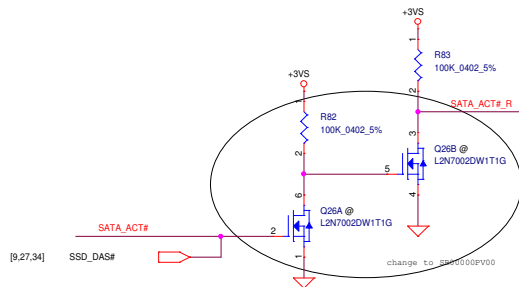 +3VS
1
R83
100K_0402_5%
2
SATA_ACT#_R
+3VS
1
R82
100K_0402_5%
2
3
Q26B @
L2N7002DW1T1G
5
4
6
Q26A @
L2N7002DW1T1G
SATA_ACT#
2
1
[9,27,34]
SSD_DAS#
change to SB00000PV00